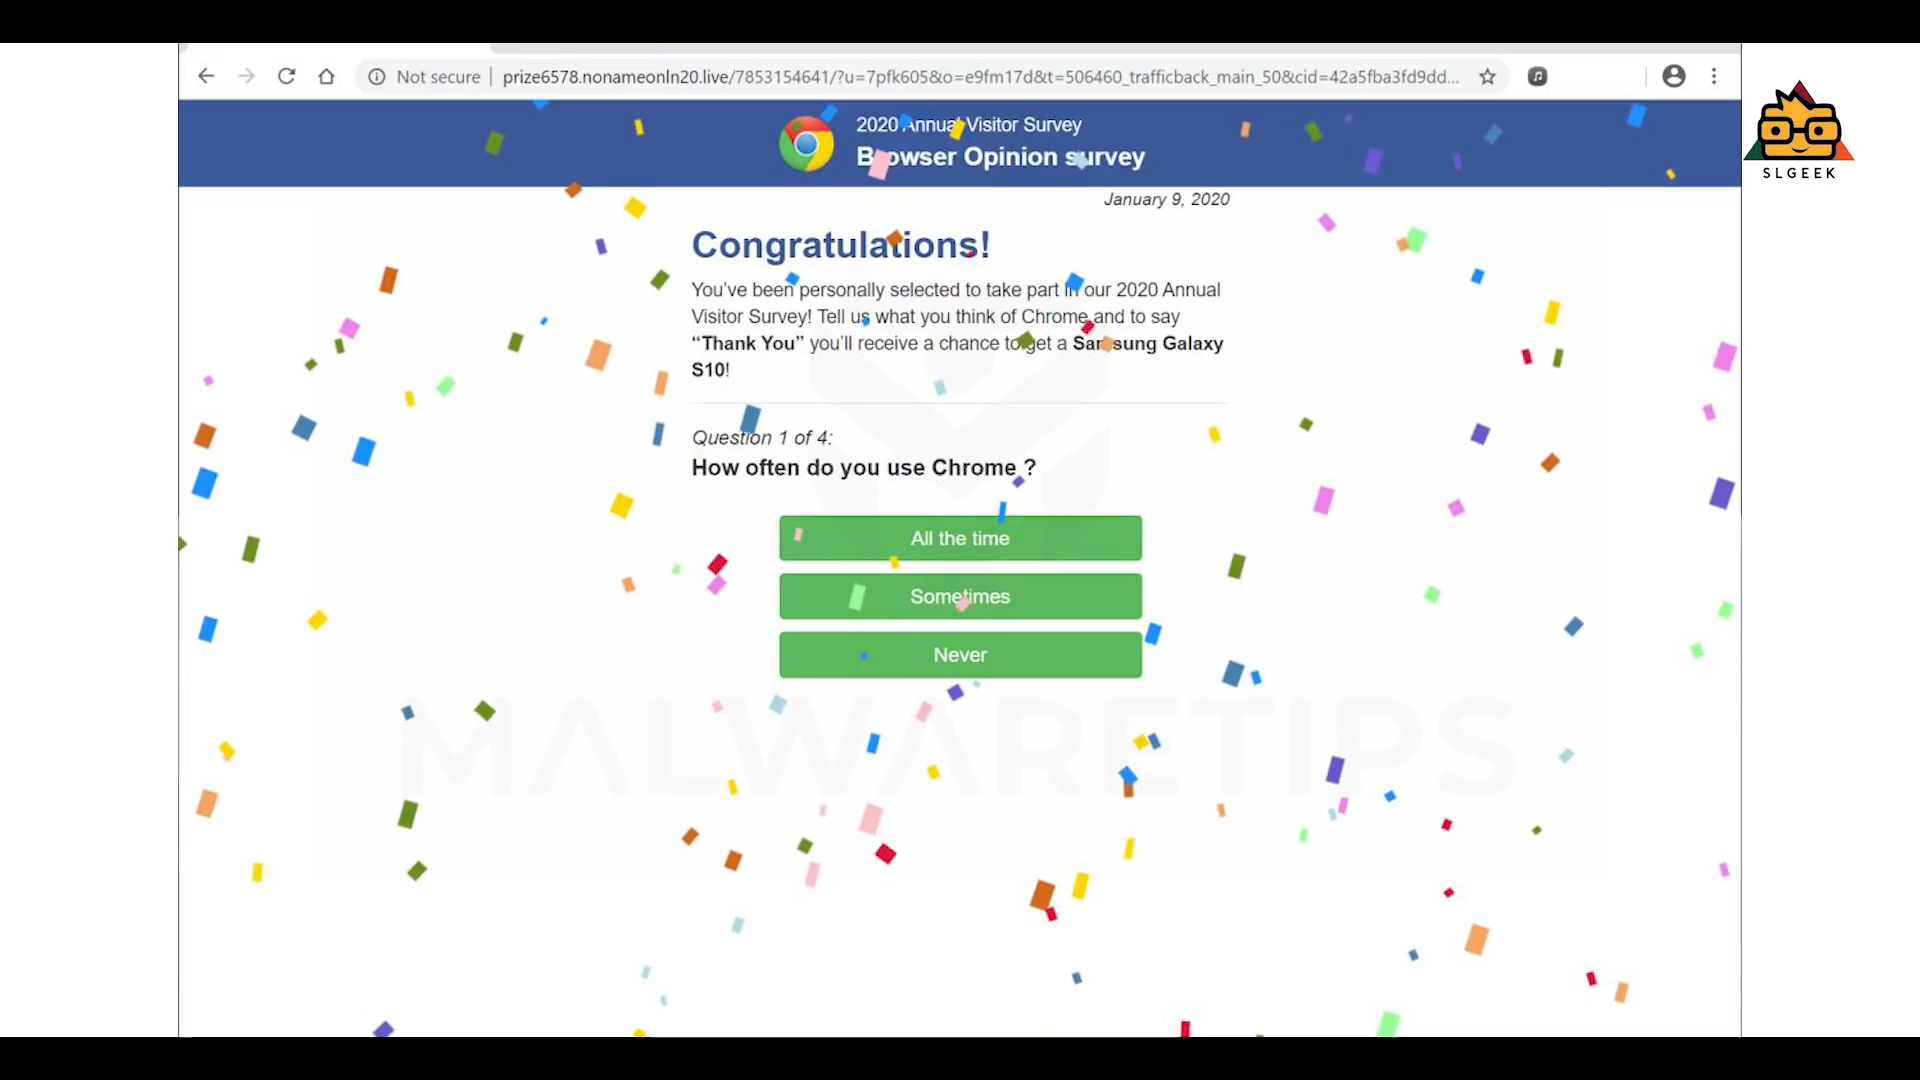 Not secure
prize6578.nonameonln20.live/7853154641/?u=7pfk605&o=e9fm17d&t=506460_trafficback_main_50&cid=42a5fba3fd9dd...
SLGEEK
2020 Annual Visitor Survey
Browser Opinion survey
January 9, 2020
Congratulations!
You’ve been personally selected to take part in our 2020 Annual
Visitor Survey! Tell us what you think of Chrome and to say
“Thank You” you’ll receive a chance to get a Samsung Galaxy
S10!
Question 1 of 4:
How often do you use Chrome ?
All the time
Sometimes
Never
MALWARETIPS